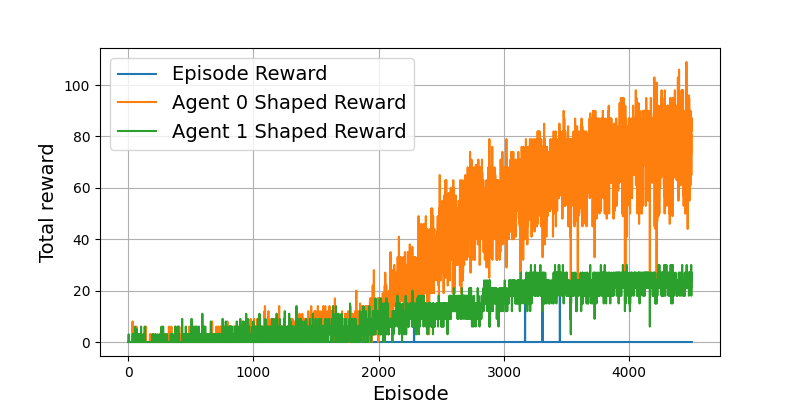 Episode Reward
Agent 0 Shaped Reward
Agent 1 Shaped Reward
Total reward
100
80
60
40
20
0
0 1000 2000 3000 4000
Episode